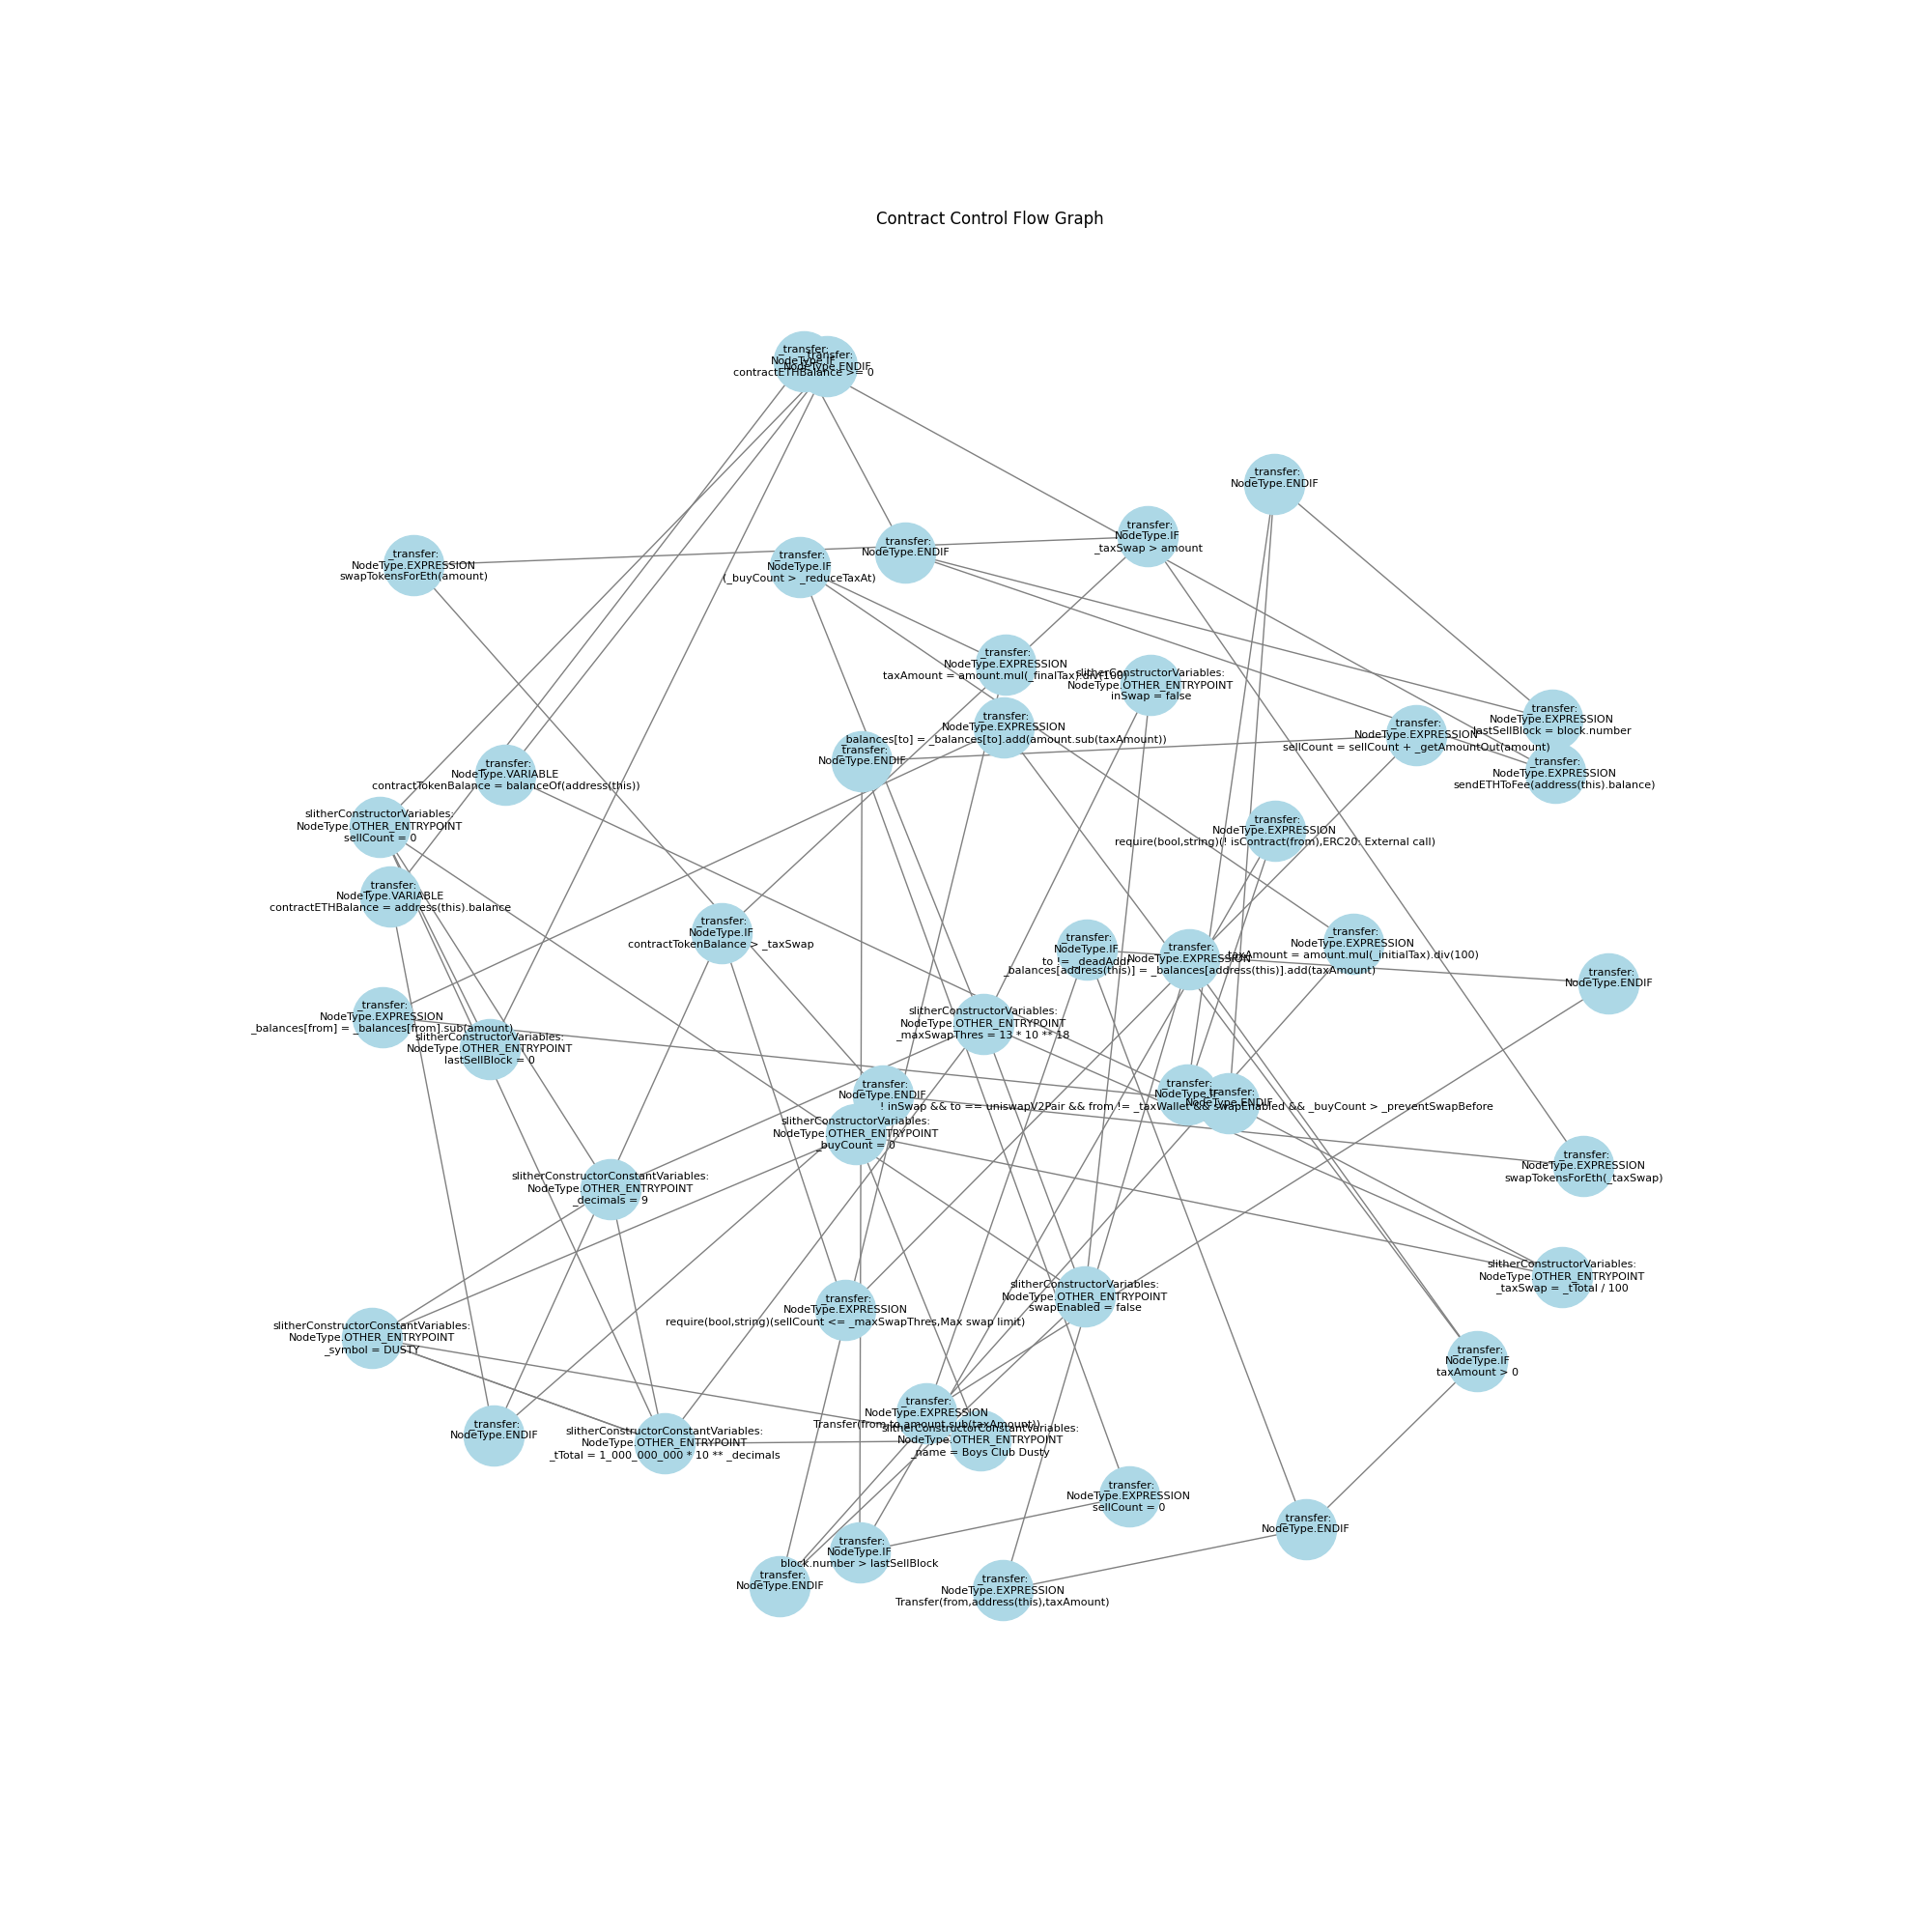 Contract Control Flow Graph
_transfer:
NodeType.IF
contractETHBalance >= 0
_transfer:
NodeType.ENDIF
_transfer:
NodeType.ENDIF
_transfer:
NodeType.IF
_taxSwap > amount
_transfer:
NodeType.ENDIF
_transfer:
NodeType.EXPRESSION
swapTokensForEth(amount)
_transfer:
NodeType.IF
(_buyCount > _reduceTaxAt)
_transfer:
NodeType.EXPRESSION
taxAmount = amount.mul(_finalTax).div(100)
slitherConstructorVariables:
NodeType.OTHER_ENTRYPOINT
inSwap = false
_transfer:
NodeType.EXPRESSION
_balances[to] = _balances[to].add(amount.sub(taxAmount))
_transfer:
NodeType.EXPRESSION
lastSellBlock = block.number
_transfer:
NodeType.EXPRESSION
sellCount = sellCount + _getAmountOut(amount)
_transfer:
NodeType.ENDIF
_transfer:
NodeType.VARIABLE
contractTokenBalance = balanceOf(address(this))
_transfer:
NodeType.EXPRESSION
sendETHToFee(address(this).balance)
slitherConstructorVariables:
NodeType.OTHER_ENTRYPOINT
sellCount = 0
_transfer:
NodeType.EXPRESSION
require(bool,string)(! isContract(from),ERC20: External call)
_transfer:
NodeType.VARIABLE
contractETHBalance = address(this).balance
_transfer:
NodeType.IF
contractTokenBalance > _taxSwap
_transfer:
NodeType.IF
to != _deadAddr
_transfer:
NodeType.EXPRESSION
_balances[address(this)] = _balances[address(this)].add(taxAmount)
_transfer:
NodeType.EXPRESSION
taxAmount = amount.mul(_initialTax).div(100)
_transfer:
NodeType.ENDIF
_transfer:
NodeType.EXPRESSION
_balances[from] = _balances[from].sub(amount)
slitherConstructorVariables:
NodeType.OTHER_ENTRYPOINT
_maxSwapThres = 13 * 10 ** 18
slitherConstructorVariables:
NodeType.OTHER_ENTRYPOINT
lastSellBlock = 0
_transfer:
NodeType.ENDIF
_transfer:
NodeType.IF
! inSwap && to == uniswapV2Pair && from != _taxWallet && swapEnabled && _buyCount > _preventSwapBefore
_transfer:
NodeType.ENDIF
slitherConstructorVariables:
NodeType.OTHER_ENTRYPOINT
_buyCount = 0
_transfer:
NodeType.EXPRESSION
swapTokensForEth(_taxSwap)
slitherConstructorConstantVariables:
NodeType.OTHER_ENTRYPOINT
_decimals = 9
slitherConstructorVariables:
NodeType.OTHER_ENTRYPOINT
_taxSwap = _tTotal / 100
slitherConstructorVariables:
NodeType.OTHER_ENTRYPOINT
swapEnabled = false
_transfer:
NodeType.EXPRESSION
require(bool,string)(sellCount <= _maxSwapThres,Max swap limit)
slitherConstructorConstantVariables:
NodeType.OTHER_ENTRYPOINT
_symbol = DUSTY
_transfer:
NodeType.IF
taxAmount > 0
_transfer:
NodeType.EXPRESSION
Transfer(from,to,amount.sub(taxAmount))
_transfer:
NodeType.ENDIF
slitherConstructorConstantVariables:
NodeType.OTHER_ENTRYPOINT
_tTotal = 1_000_000_000 * 10 ** _decimals
slitherConstructorConstantVariables:
NodeType.OTHER_ENTRYPOINT
_name = Boys Club Dusty
_transfer:
NodeType.EXPRESSION
sellCount = 0
_transfer:
NodeType.ENDIF
_transfer:
NodeType.IF
block.number > lastSellBlock
_transfer:
NodeType.ENDIF
_transfer:
NodeType.EXPRESSION
Transfer(from,address(this),taxAmount)